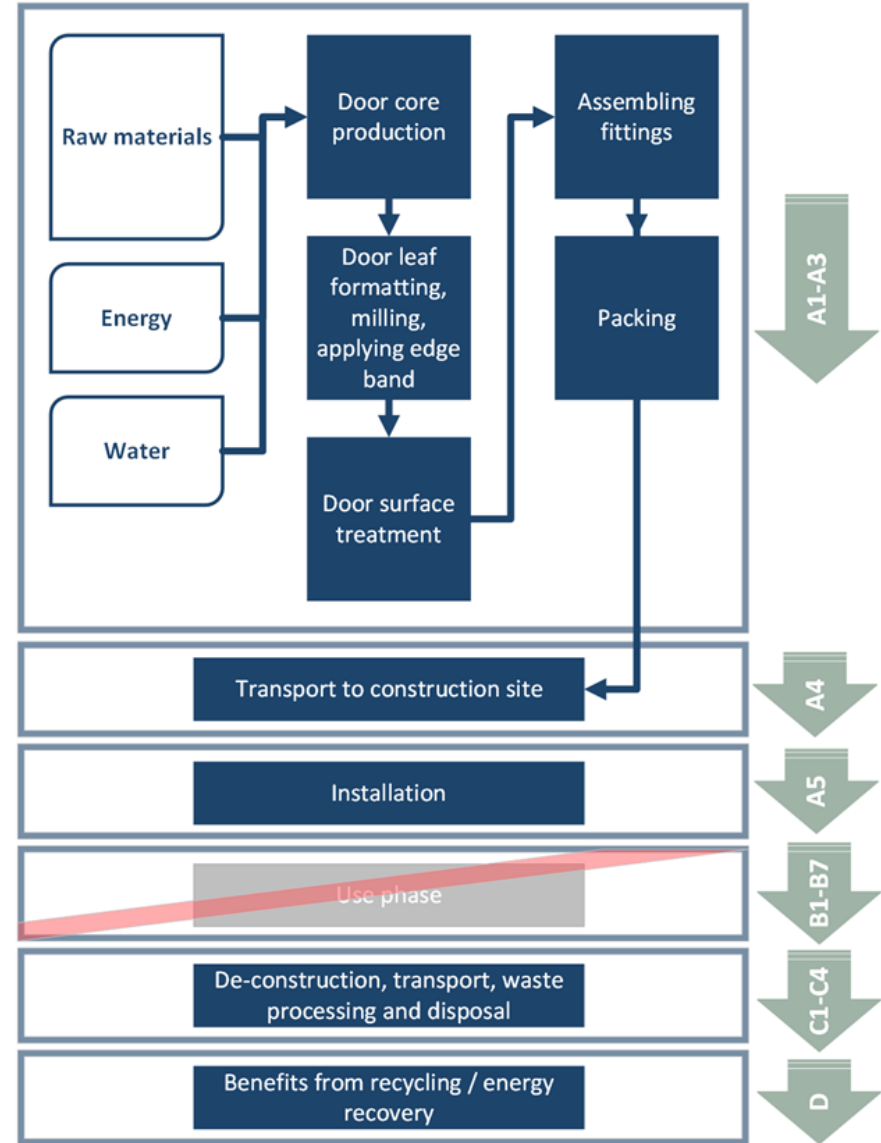 Raw materials
Energy
Water
Door core
production
Door leaf
formatting,
milling,
applying edge
band
Door surface
treatment
Assembling
fittings
Packing
A1-A3
Transport to construction site
A4
Installation
A5
Use phase
B1-B7
De-construction, transport, waste
processing and disposal
C1-C4
Benefits from recycling / energy
recovery
D